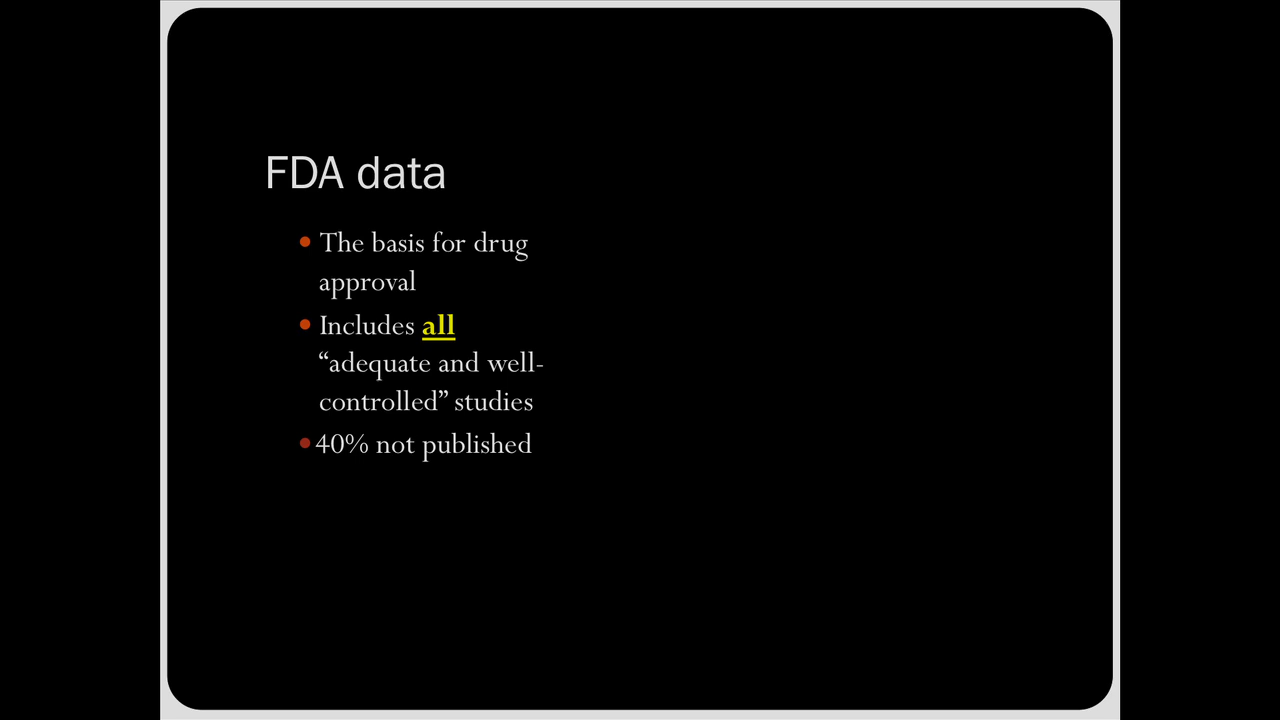 FDA data
• The basis for drug
approval
• Includes all
“adequate and well-
controlled” studies
• 40% not published